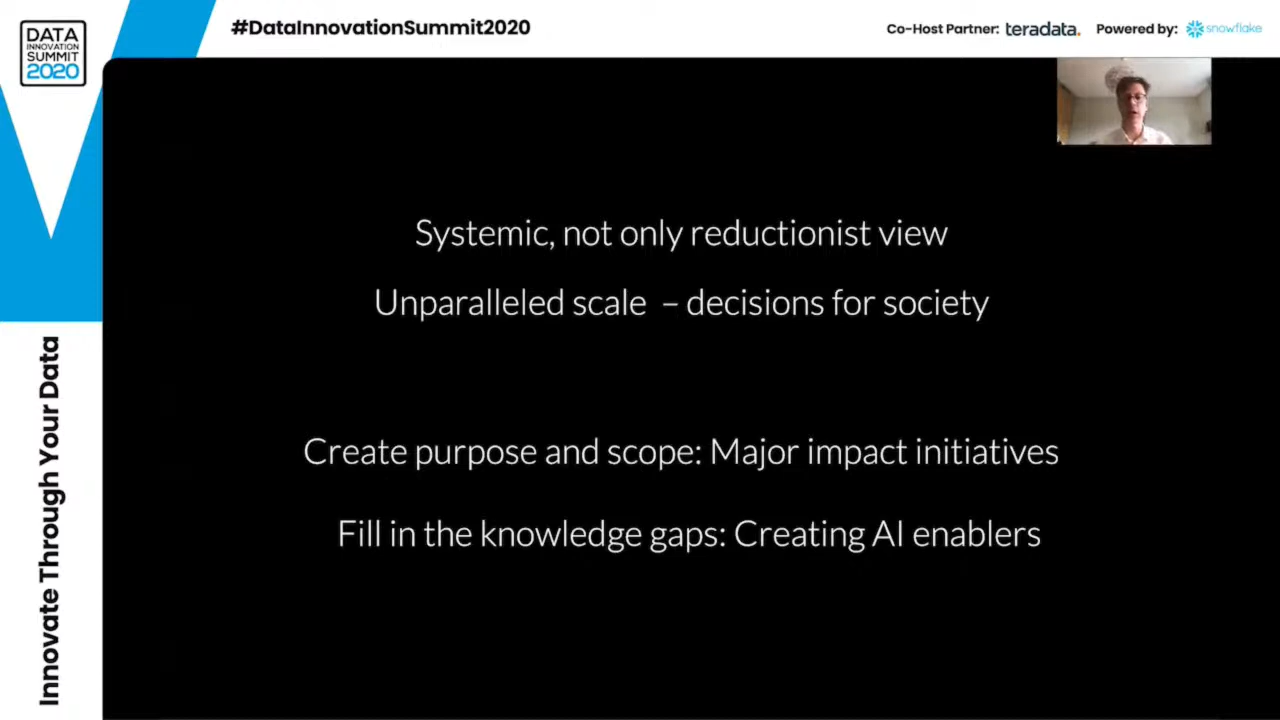 DATA
INNOVATION
SUMMIT
2020
#DataInnovationSummit2020
Co-Host Partner: teradata. Powered by: snowflake
Systemic, not only reductionist view
Unparalleled scale – decisions for society
Create purpose and scope: Major impact initiatives
Fill in the knowledge gaps: Creating AI enablers
Innovate Through Your Data